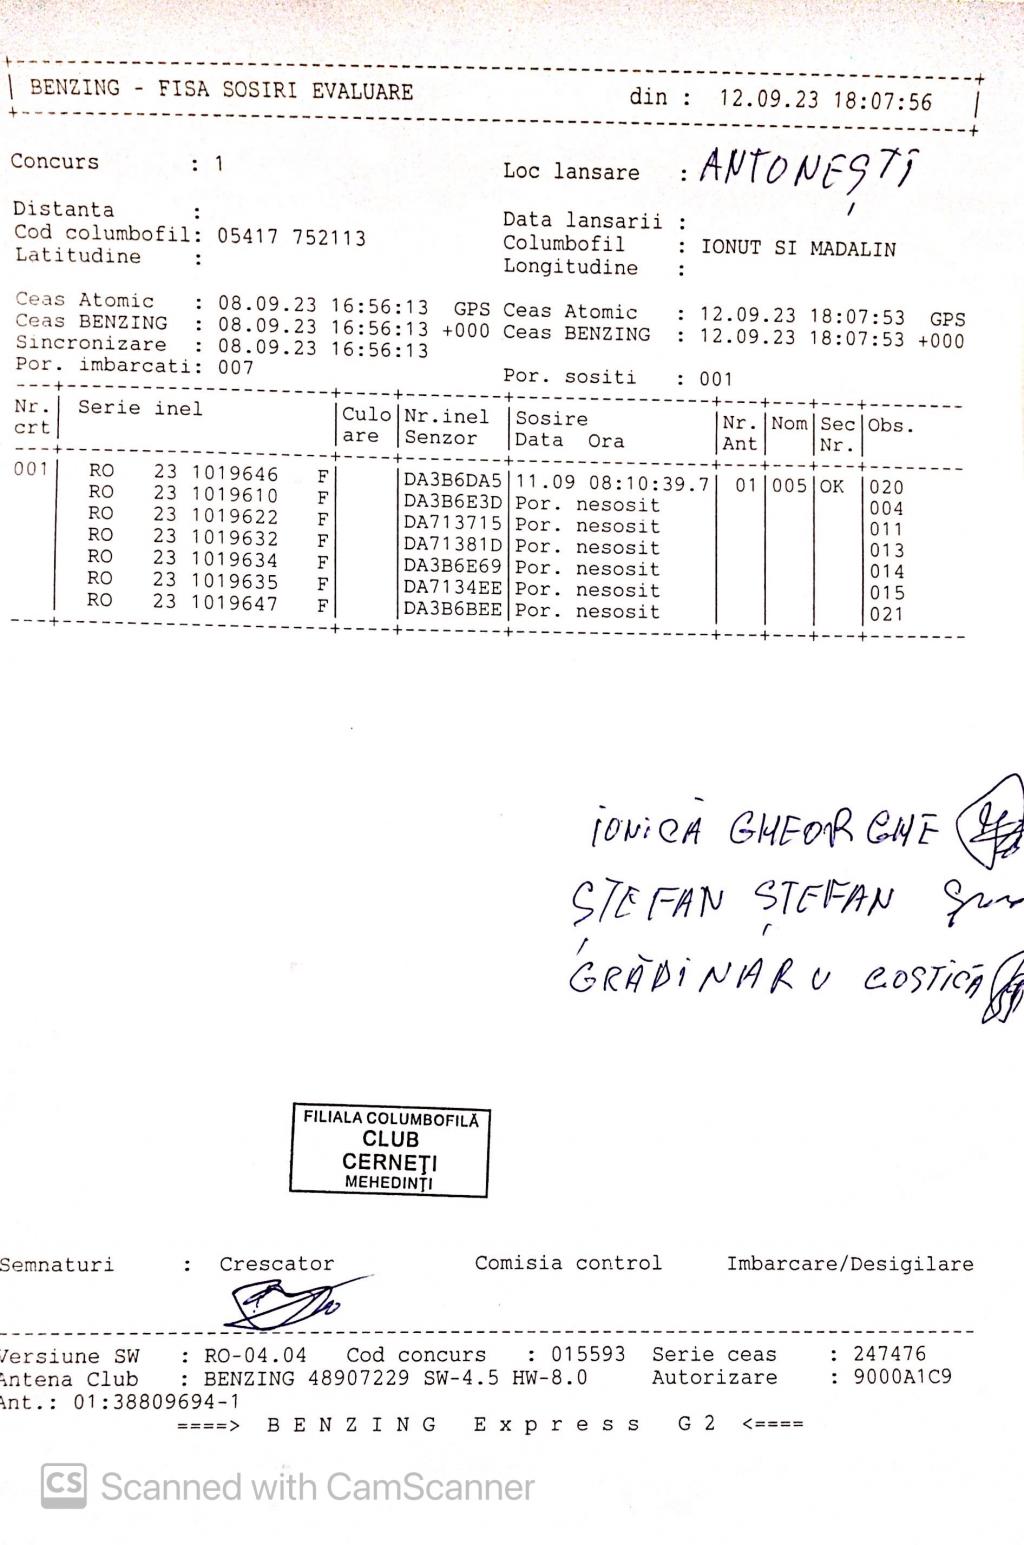 BENZING - FISA SOSIRI EVALUARE din : 12.09.23 18:07:56
Concurs : 1 Loc lansare : ANTONEȘTI
Distanta : Data lansarii :
Cod columbofil: 05417 752113 Columbofil : IONUT SI MADALIN
Latitudine : Longitudine :
Ceas Atomic : 08.09.23 16:56:13 GPS Ceas Atomic : 12.09.23 18:07:53 GPS
Ceas BENZING : 08.09.23 16:56:13 +000 Ceas BENZING : 12.09.23 18:07:53 +000
Sincronizare : 08.09.23 16:56:13
Por. imbarcati: 007 Por. sositi : 001
Nr. Serie inel Culo Nr.inel Sosire Nr. Nom Sec Obs.
crt are Senzor Data Ora Ant Nr.
001 RO 23 1019646 F DA3B6DA5 11.09 08:10:39.7 01 005 OK 020
RO 23 1019610 F DA3B6E3D Por. nesosit 004
RO 23 1019622 F DA713715 Por. nesosit 011
RO 23 1019632 F DA71381D Por. nesosit 013
RO 23 1019634 F DA3B6E69 Por. nesosit 014
RO 23 1019635 F DA7134EE Por. nesosit 015
RO 23 1019647 F DA3B6BEE Por. nesosit 021
IONICĂ GHEORGHE
ȘTEFAN ȘTEFAN
GRĂDINARU COSTICĂ
FILIALA COLUMBOFILĂ
CLUB
CERNEȚI
MEHEDINȚI
Semnaturi : Crescator Comisia control Imbarcare/Desigilare
Versiune SW : RO-04.04 Cod concurs : 015593 Serie ceas : 247476
Antena Club : BENZING 48907229 SW-4.5 HW-8.0 Autorizare : 9000A1C9
Ant.: 01:38809694-1
====> B E N Z I N G E x p r e s s G 2 <====
CS Scanned with CamScanner